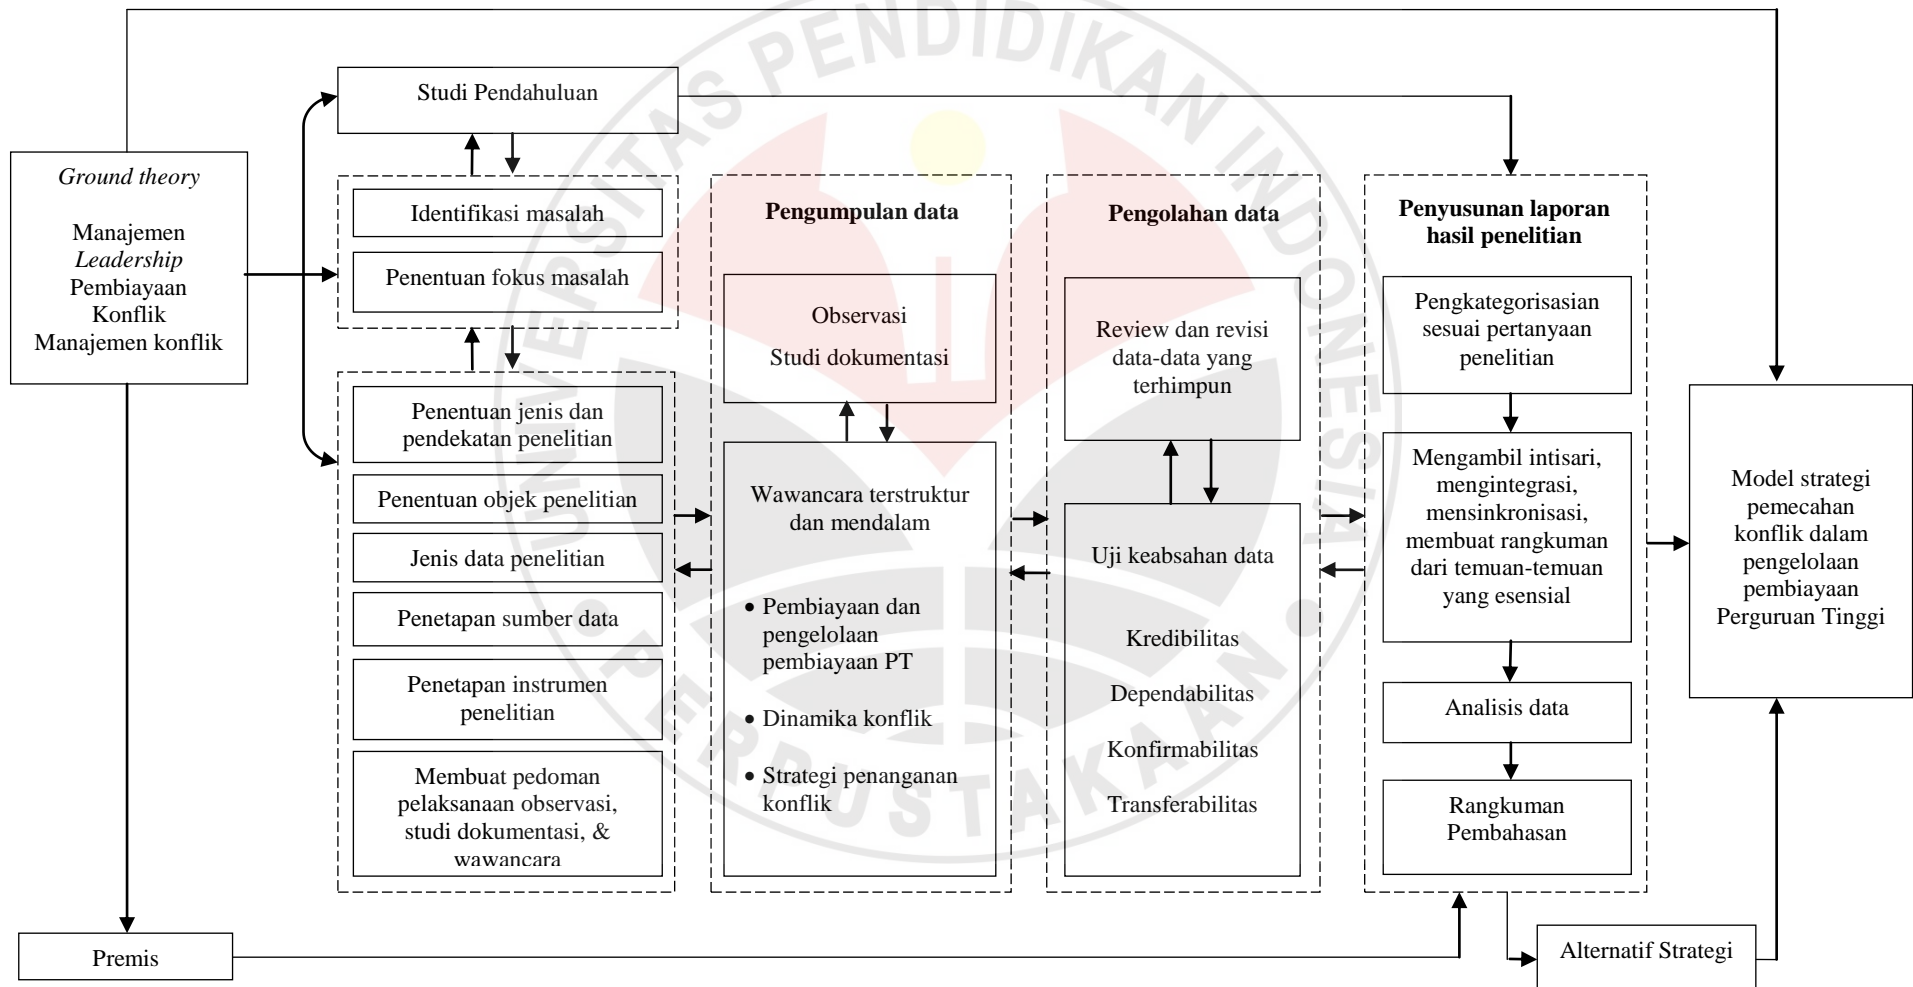 Studi Pendahuluan
Ground theory
Manajemen
Leadership
Pembiayaan
Konflik
Manajemen konflik
Identifikasi masalah
Penentuan fokus masalah
Penentuan jenis dan
pendekatan penelitian
Penentuan objek penelitian
Jenis data penelitian
Penetapan sumber data
Penetapan instrumen
penelitian
Membuat pedoman
pelaksanaan observasi,
studi dokumentasi, &
wawancara
Pengumpulan data
Observasi
Studi dokumentasi
Wawancara terstruktur
dan mendalam
• Pembiayaan dan
pengelolaan
pembiayaan PT
• Dinamika konflik
• Strategi penanganan
konflik
Pengolahan data
Review dan revisi
data-data yang
terhimpun
Uji keabsahan data
Kredibilitas
Dependabilitas
Konfirmabilitas
Transferabilitas
Penyusunan laporan
hasil penelitian
Pengkategorisasian
sesuai pertanyaan
penelitian
Mengambil intisari,
mengintegrasi,
mensinkronisasi,
membuat rangkuman
dari temuan-temuan
yang esensial
Analisis data
Rangkuman
Pembahasan
Model strategi
pemecahan
konflik dalam
pengelolaan
pembiayaan
Perguruan Tinggi
Premis
Alternatif Strategi
UNIVERSITAS PENDIDIKAN INDONESIA
PERPUSTAKAAN